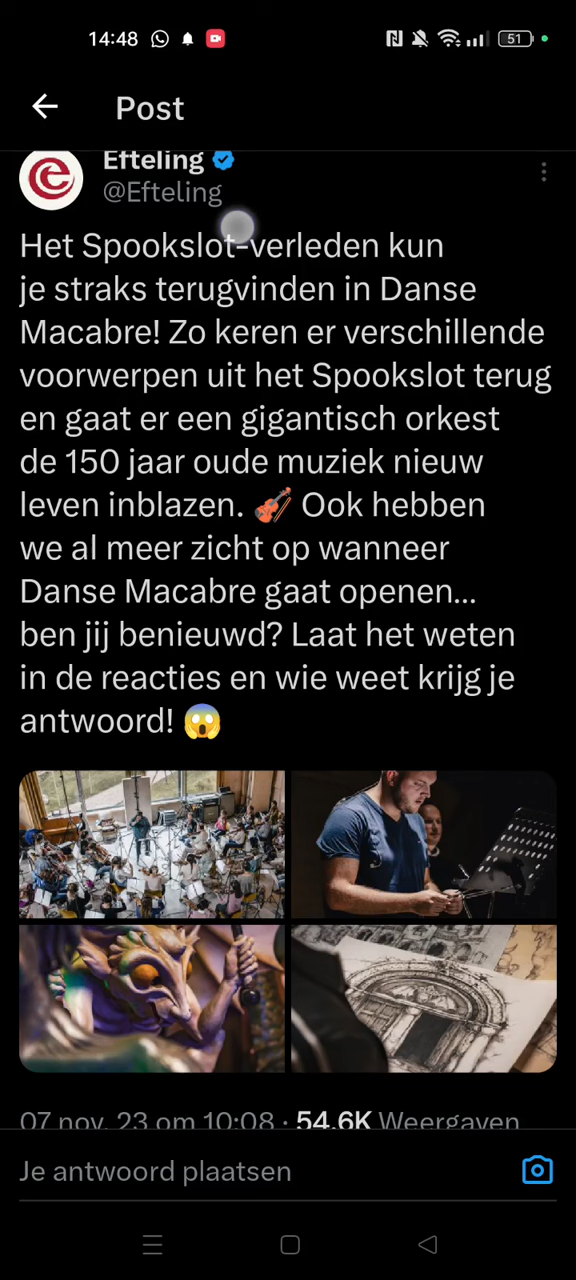 14:48
51
Post
Efteling
@Efteling
Het Spookslot-verleden kun
je straks terugvinden in Danse
Macabre! Zo keren er verschillende
voorwerpen uit het Spookslot terug
en gaat er een gigantisch orkest
de 150 jaar oude muziek nieuw
leven inblazen. 🎻 Ook hebben
we al meer zicht op wanneer
Danse Macabre gaat openen...
ben jij benieuwd? Laat het weten
in de reacties en wie weet krijg je
antwoord! 😱
07 nov. 23 om 10:08 · 54.6K Weergaven
Je antwoord plaatsen